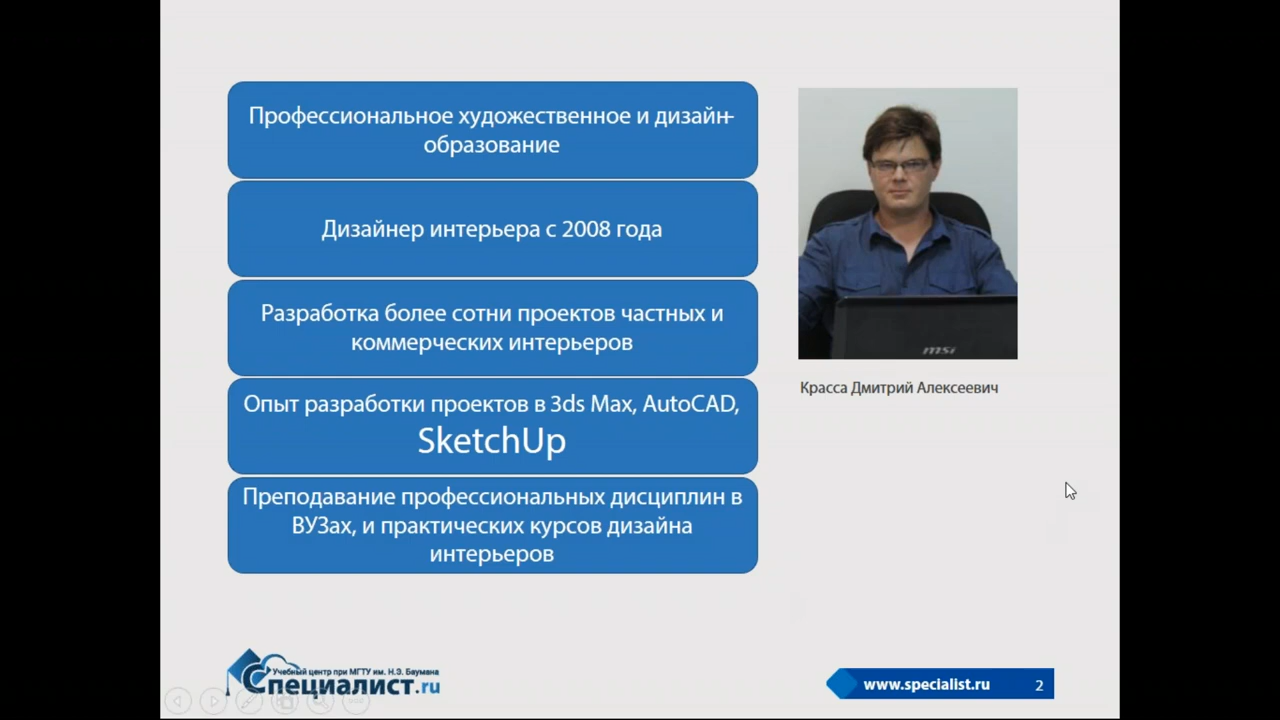 Профессиональное художественное и дизайн-
образование
Дизайнер интерьера с 2008 года
Разработка более сотни проектов частных и
коммерческих интерьеров
Опыт разработки проектов в 3ds Max, AutoCAD,
SketchUp
Преподавание профессиональных дисциплин в
ВУЗах, и практических курсов дизайна
интерьеров
msi
Красса Дмитрий Алексеевич
Учебный центр при МГТУ им. Н.Э. Баумана
Специалист.ru
www.specialist.ru
2